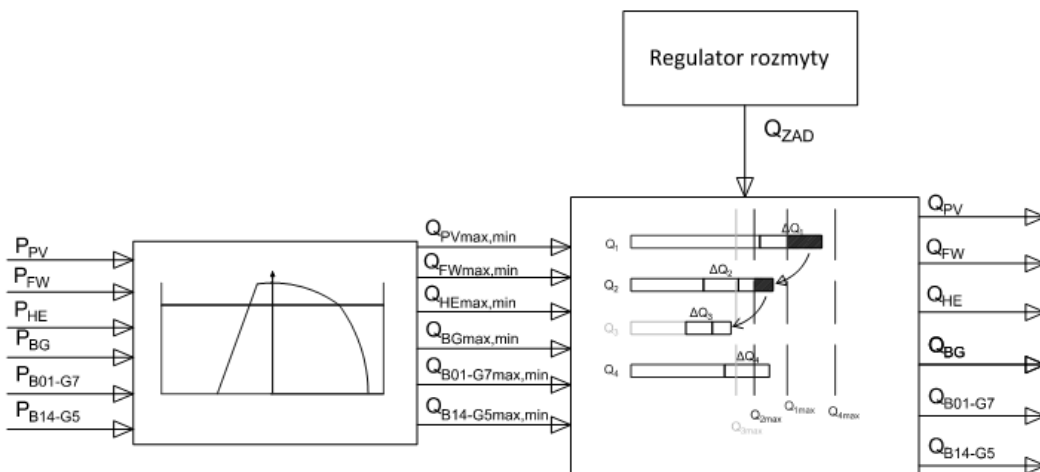 Regulator rozmyty
QZAD
PPV
PFW
PHE
PBG
PB01-G7
PB14-G5
QPVmax,min
QFWmax,min
QHEmax,min
QBGmax,min
QB01-G7max,min
QB14-G5max,min
Q1
ΔQ1
Q2
ΔQ2
Q3
ΔQ3
Q4
ΔQ4
Q3max
Q2max
Q1max
Q4max
QPV
QFW
QHE
QBG
QB01-G7
QB14-G5